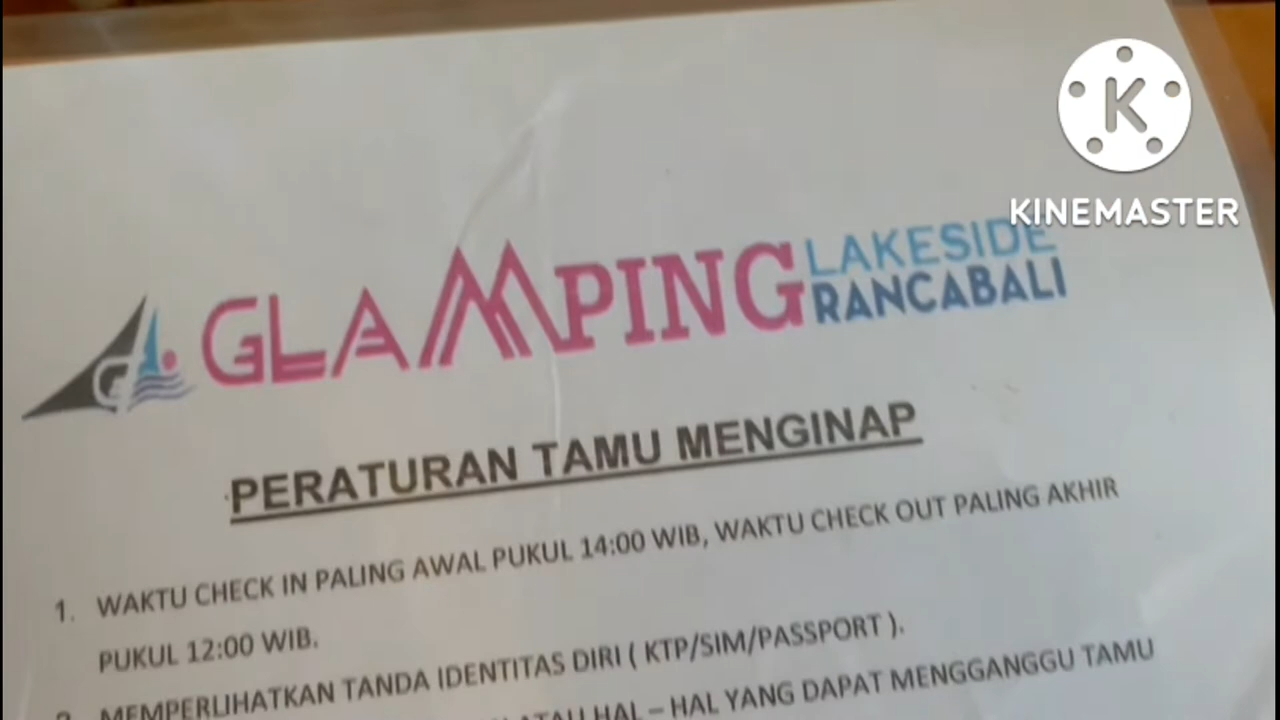 KINEMASTER
GLAMPING LAKESIDE
RANCABALI
PERATURAN TAMU MENGINAP
1. WAKTU CHECK IN PALING AWAL PUKUL 14:00 WIB, WAKTU CHECK OUT PALING AKHIR
PUKUL 12:00 WIB.
MEMPERLIHATKAN TANDA IDENTITAS DIRI ( KTP/SIM/PASSPORT ).
HAL – HAL YANG DAPAT MENGGANGGU TAMU